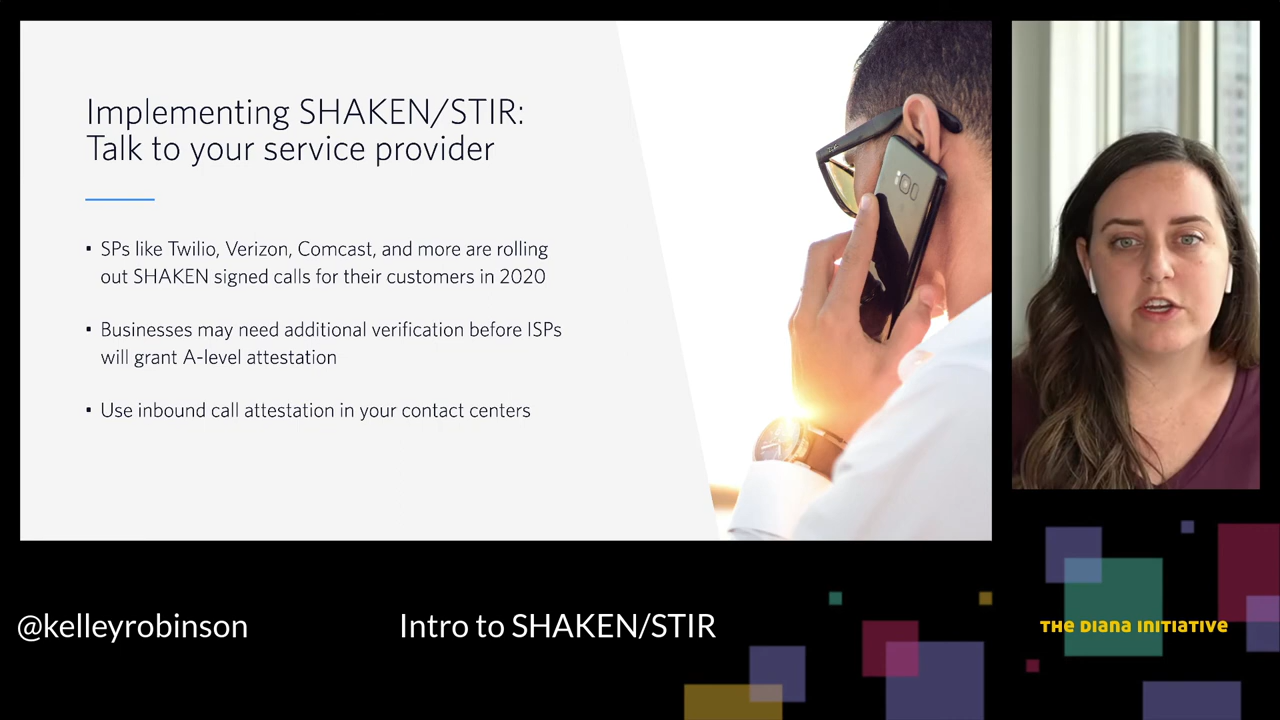 Implementing SHAKEN/STIR:
Talk to your service provider
▪ SPs like Twilio, Verizon, Comcast, and more are rolling
out SHAKEN signed calls for their customers in 2020
▪ Businesses may need additional verification before ISPs
will grant A-level attestation
▪ Use inbound call attestation in your contact centers
@kelleyrobinson
Intro to SHAKEN/STIR
THE DIANA INITIATIVE